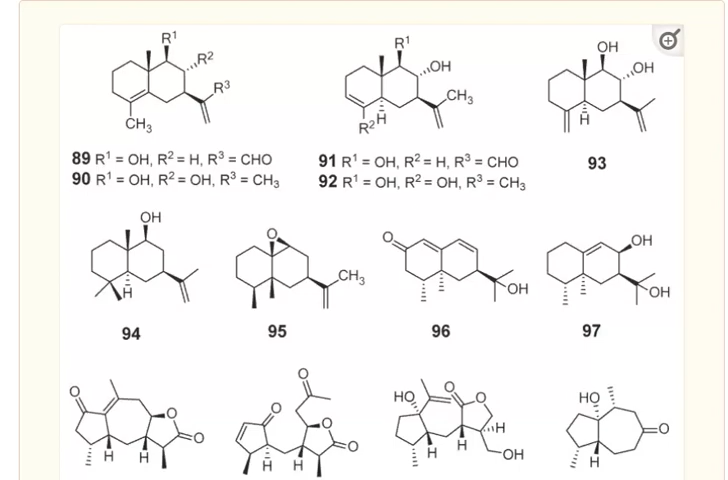 R¹ R² R³ CH₃
R¹ OH CH₃ R² H
OH OH H
89 R¹ = OH, R² = H, R³ = CHO
90 R¹ = OH, R² = OH, R³ = CH₃
91 R¹ = OH, R² = H, R³ = CHO
92 R¹ = OH, R² = OH, R³ = CH₃
93
OH H
O CH₃
O OH
OH OH
94 95 96 97
O O O H H
O O O O H H
HO O O H H H OH
HO O H